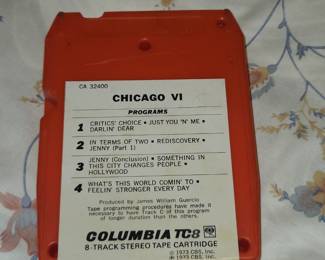 CA 32400
CHICAGO VI
PROGRAMS
1 CRITICS' CHOICE • JUST YOU 'N' ME •
DARLIN' DEAR
2 IN TERMS OF TWO • REDISCOVERY •
JENNY (Part 1)
3 JENNY (Conclusion) • SOMETHING IN
THIS CITY CHANGES PEOPLE •
HOLLYWOOD
4 WHAT'S THIS WORLD COMIN' TO •
FEELIN' STRONGER EVERY DAY
Produced by James William Guercio
Tape programming procedures have made it
necessary to have Track C of this program
of longer duration than the others.
COLUMBIA TC8
8-TRACK STEREO TAPE CARTRIDGE
© 1973 CBS, Inc.
℗ 1973 CBS, Inc.